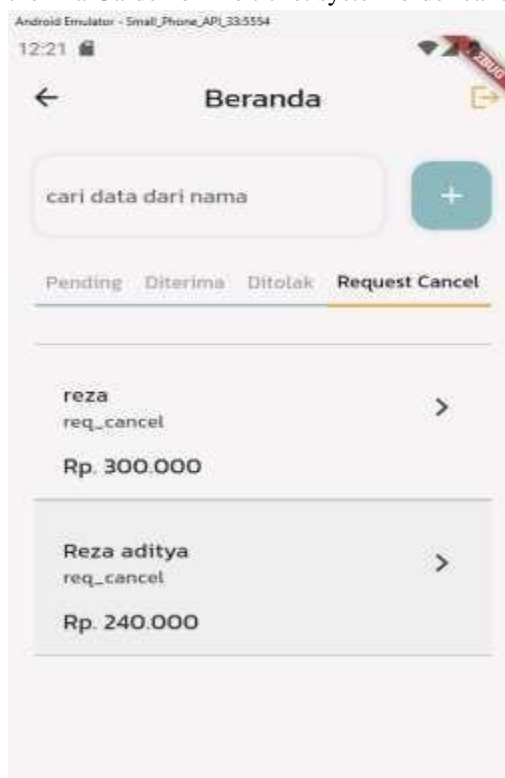 Android Emulator - Small_Phone_API_33:5554
12:21
Beranda
cari data dari nama
+
Pending Diterima Ditolak Request Cancel
reza
req_cancel
Rp. 300.000
Reza aditya
req_cancel
Rp. 240.000